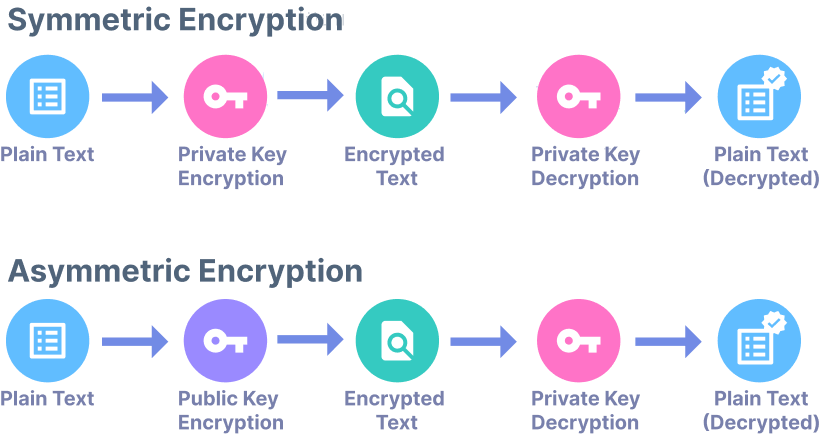 Symmetric Encryption
Plain Text
Private Key
Encryption
Encrypted
Text
Private Key
Decryption
Plain Text
(Decrypted)
Asymmetric Encryption
Plain Text
Public Key
Encryption
Encrypted
Text
Private Key
Decryption
Plain Text
(Decrypted)